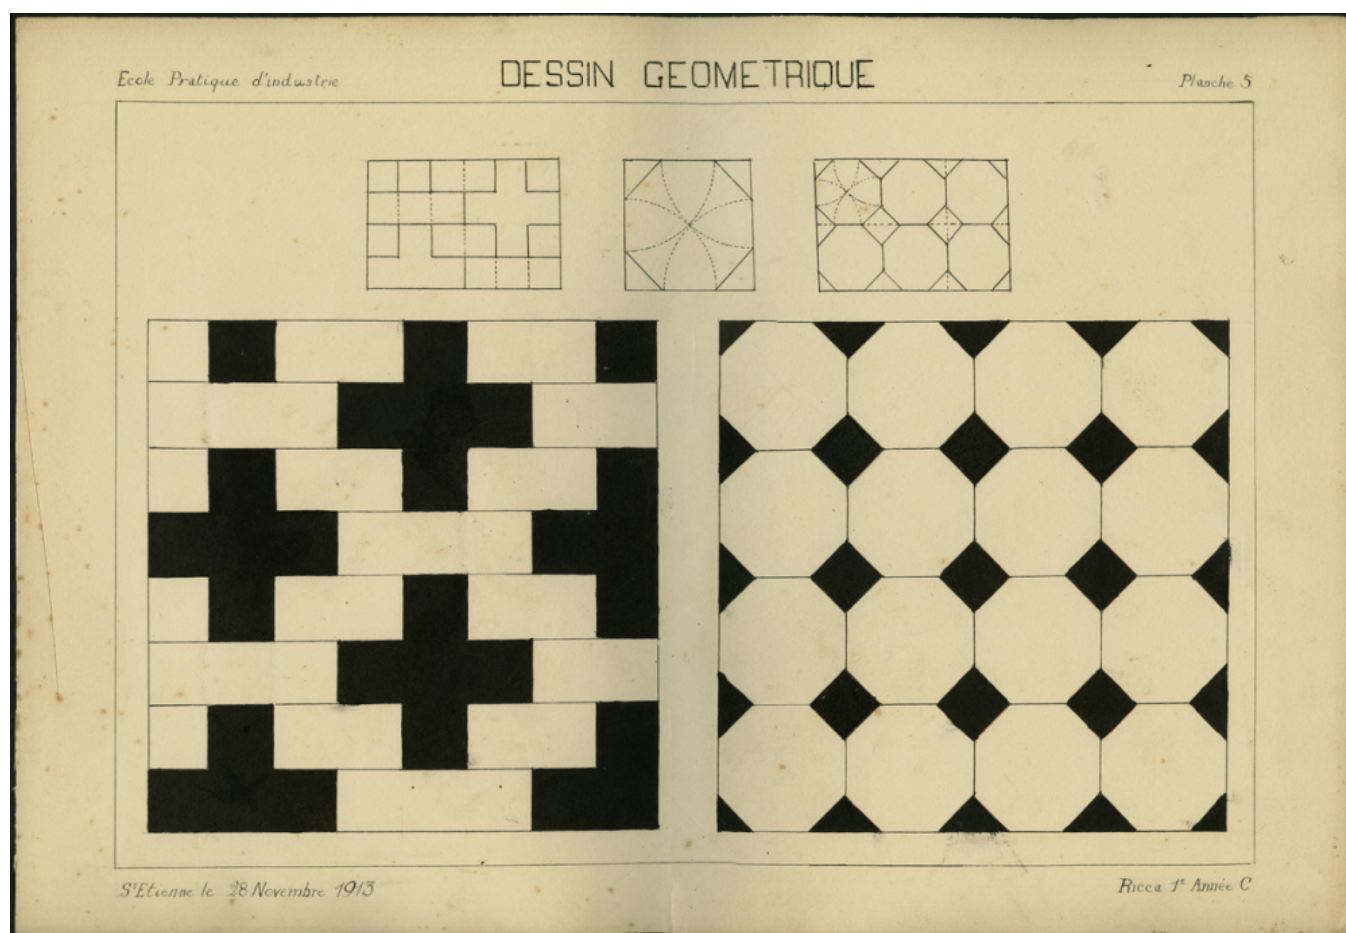 Ecole Pratique d'industrie
DESSIN GEOMETRIQUE
Planche 5
St Etienne le 28 Novembre 1913
Ricca 1e Année C